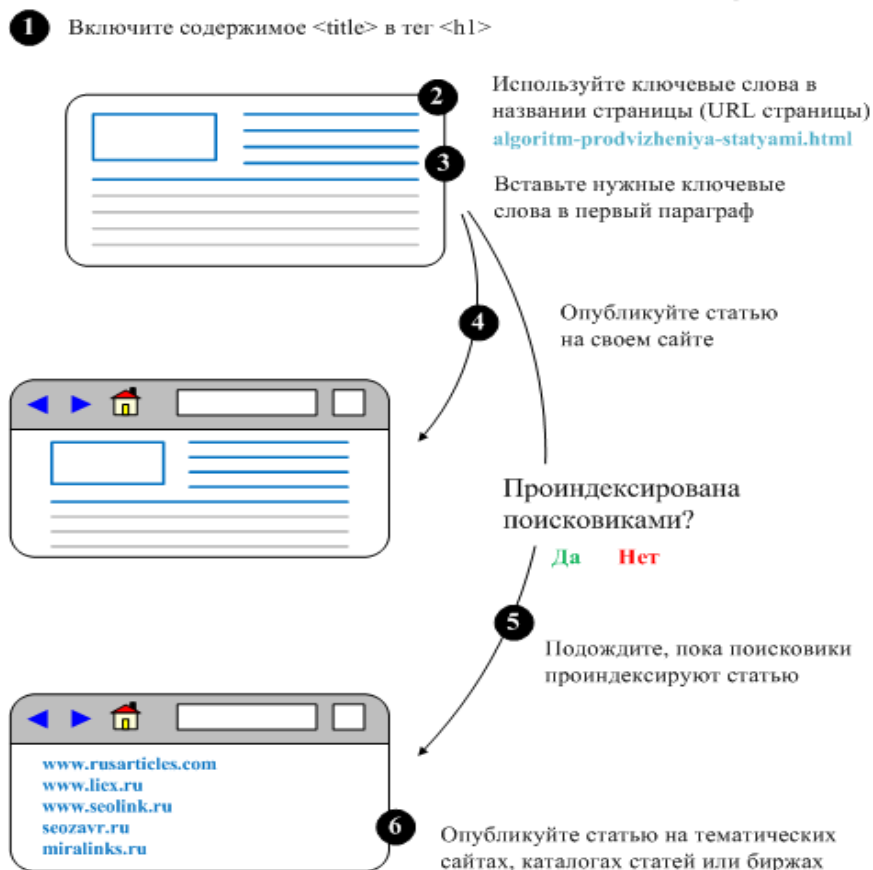 1 Включите содержимое <title> в тег <h1>
2 Используйте ключевые слова в
названии страницы (URL страницы)
algoritm-prodvizheniya-statyami.html
3 Вставьте нужные ключевые
слова в первый параграф
4 Опубликуйте статью
на своем сайте
Проиндексирована
поисковиками?
Да Нет
5 Подождите, пока поисковики
проиндексируют статью
www.rusarticles.com
www.liex.ru
www.seolink.ru
seozavr.ru
miralinks.ru
6 Опубликуйте статью на тематических
сайтах, каталогах статей или биржах